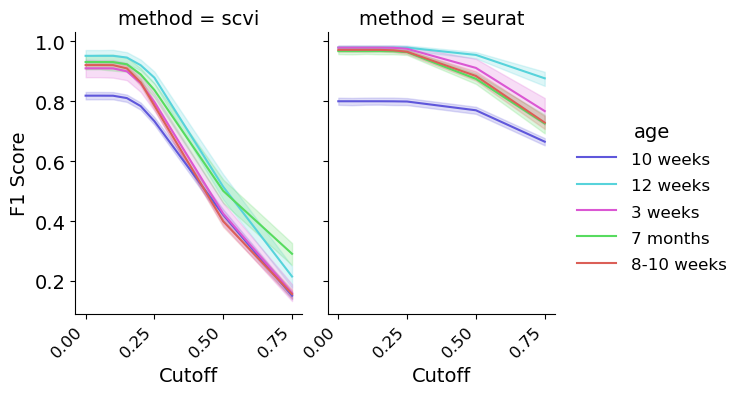 method = scvi
method = seurat
1.0
0.8
0.6
0.4
0.2
F1 Score
0.00
0.25
0.50
0.75
0.00
0.25
0.50
0.75
Cutoff
Cutoff
age
10 weeks
12 weeks
3 weeks
7 months
8-10 weeks